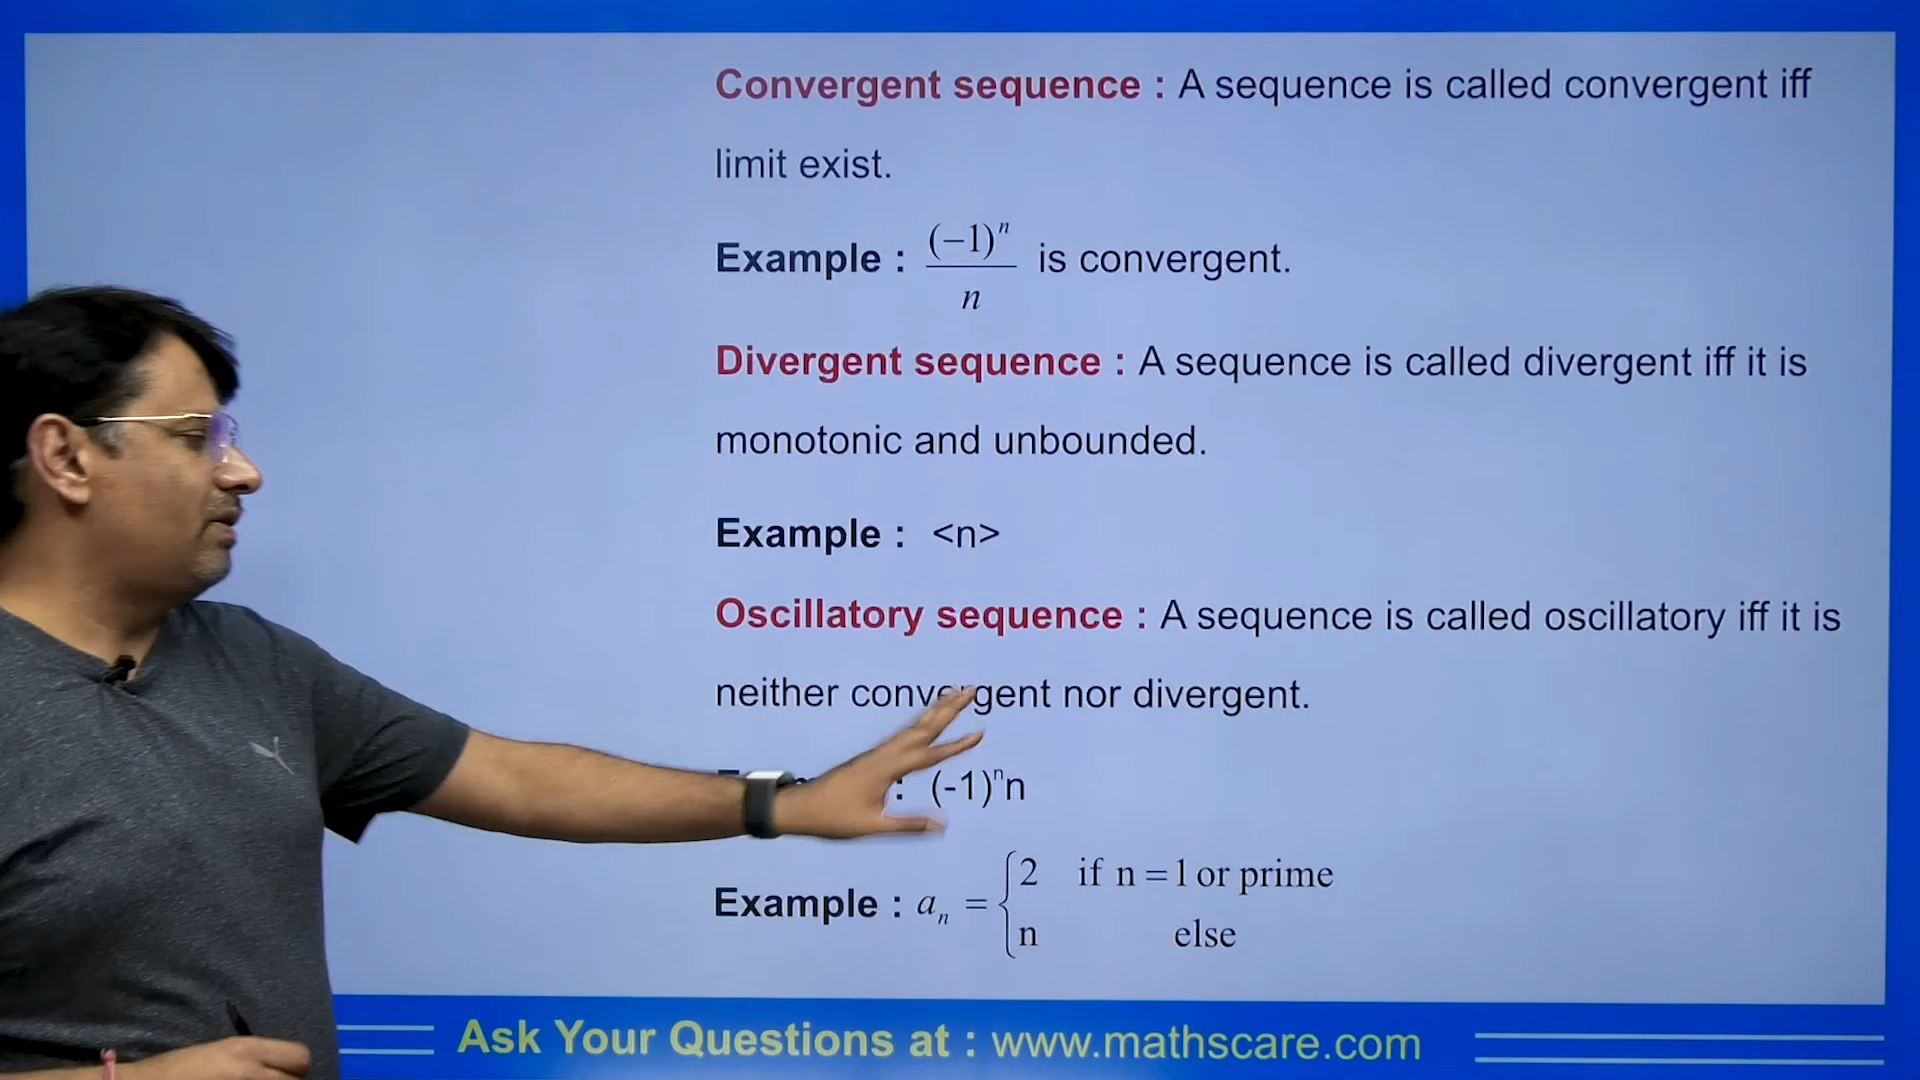 Convergent sequence : A sequence is called convergent iff
limit exist.
Example : (−1)ⁿ/n is convergent.
Divergent sequence : A sequence is called divergent iff it is
monotonic and unbounded.
Example : <n>
Oscillatory sequence : A sequence is called oscillatory iff it is
neither convergent nor divergent.
: (-1)ⁿn
Example : aₙ = { 2 if n = 1 or prime
n else
Ask Your Questions at : www.mathscare.com